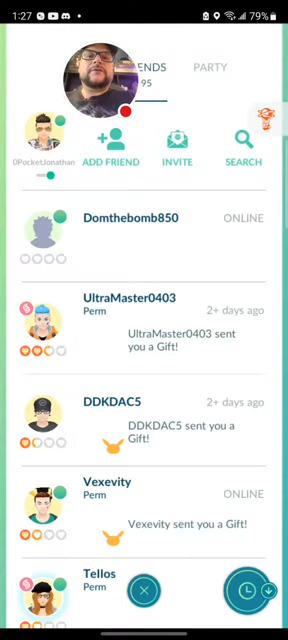 1:27
79%
ENDS
PARTY
95
0PocketJonathan
ADD FRIEND
INVITE
SEARCH
Domthebomb850
ONLINE
UltraMaster0403
Perm
2+ days ago
UltraMaster0403 sent
you a Gift!
DDKDAC5
2+ days ago
DDKDAC5 sent you a
Gift!
Vexevity
Perm
ONLINE
Vexevity sent you a Gift!
Tellos
Perm